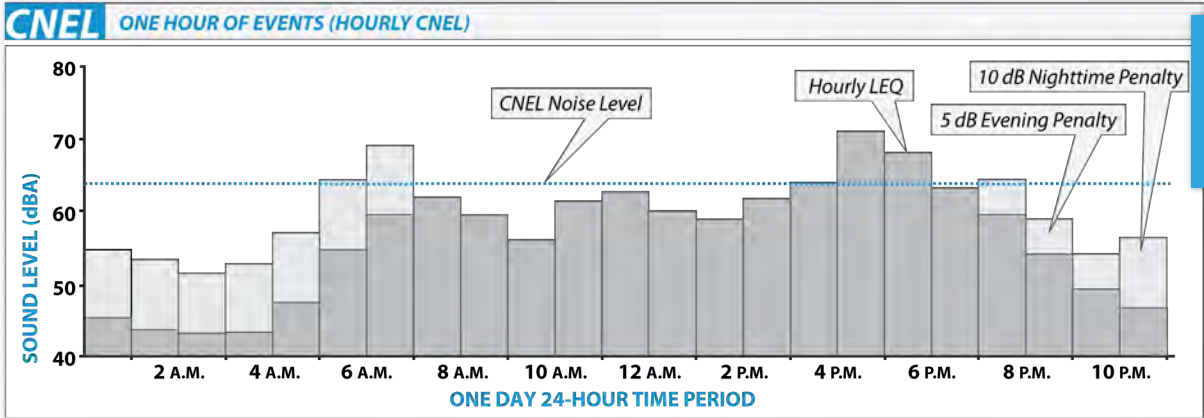 CNEL ONE HOUR OF EVENTS (HOURLY CNEL)
80
70
60
50
40
SOUND LEVEL (dBA)
CNEL Noise Level
Hourly LEQ
10 dB Nighttime Penalty
5 dB Evening Penalty
2 A.M. 4 A.M. 6 A.M. 8 A.M. 10 A.M. 12 A.M. 2 P.M. 4 P.M. 6 P.M. 8 P.M. 10 P.M.
ONE DAY 24-HOUR TIME PERIOD